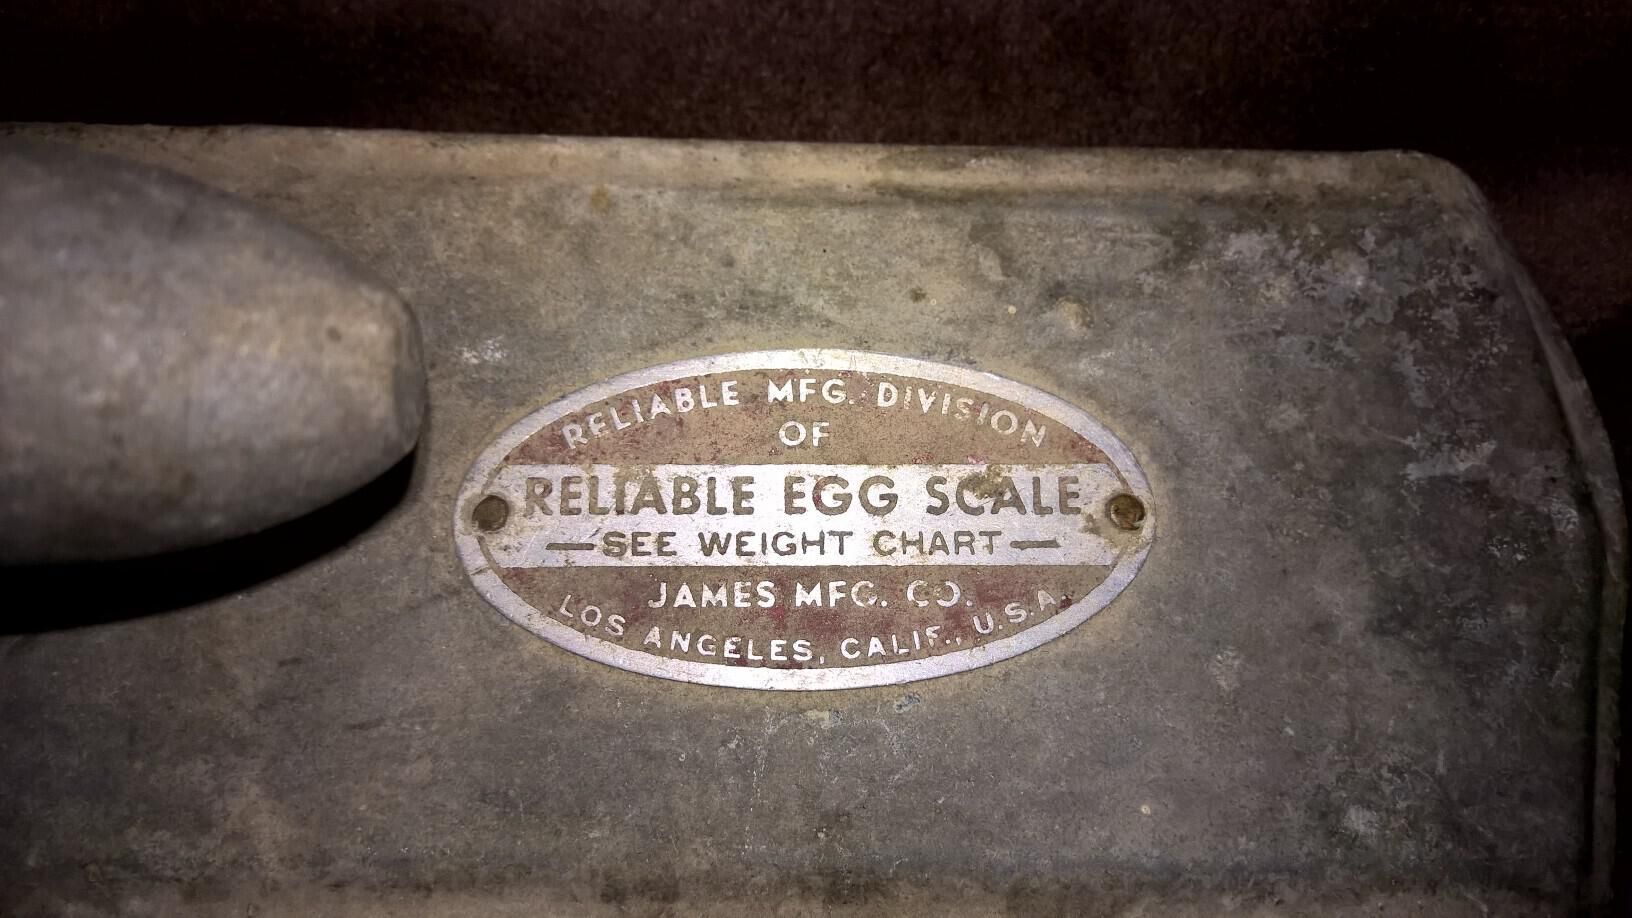 RELIABLE MFG. DIVISION
OF
RELIABLE EGG SCALE
—SEE WEIGHT CHART—
JAMES MFG. CO.
LOS ANGELES, CALIF., U.S.A.